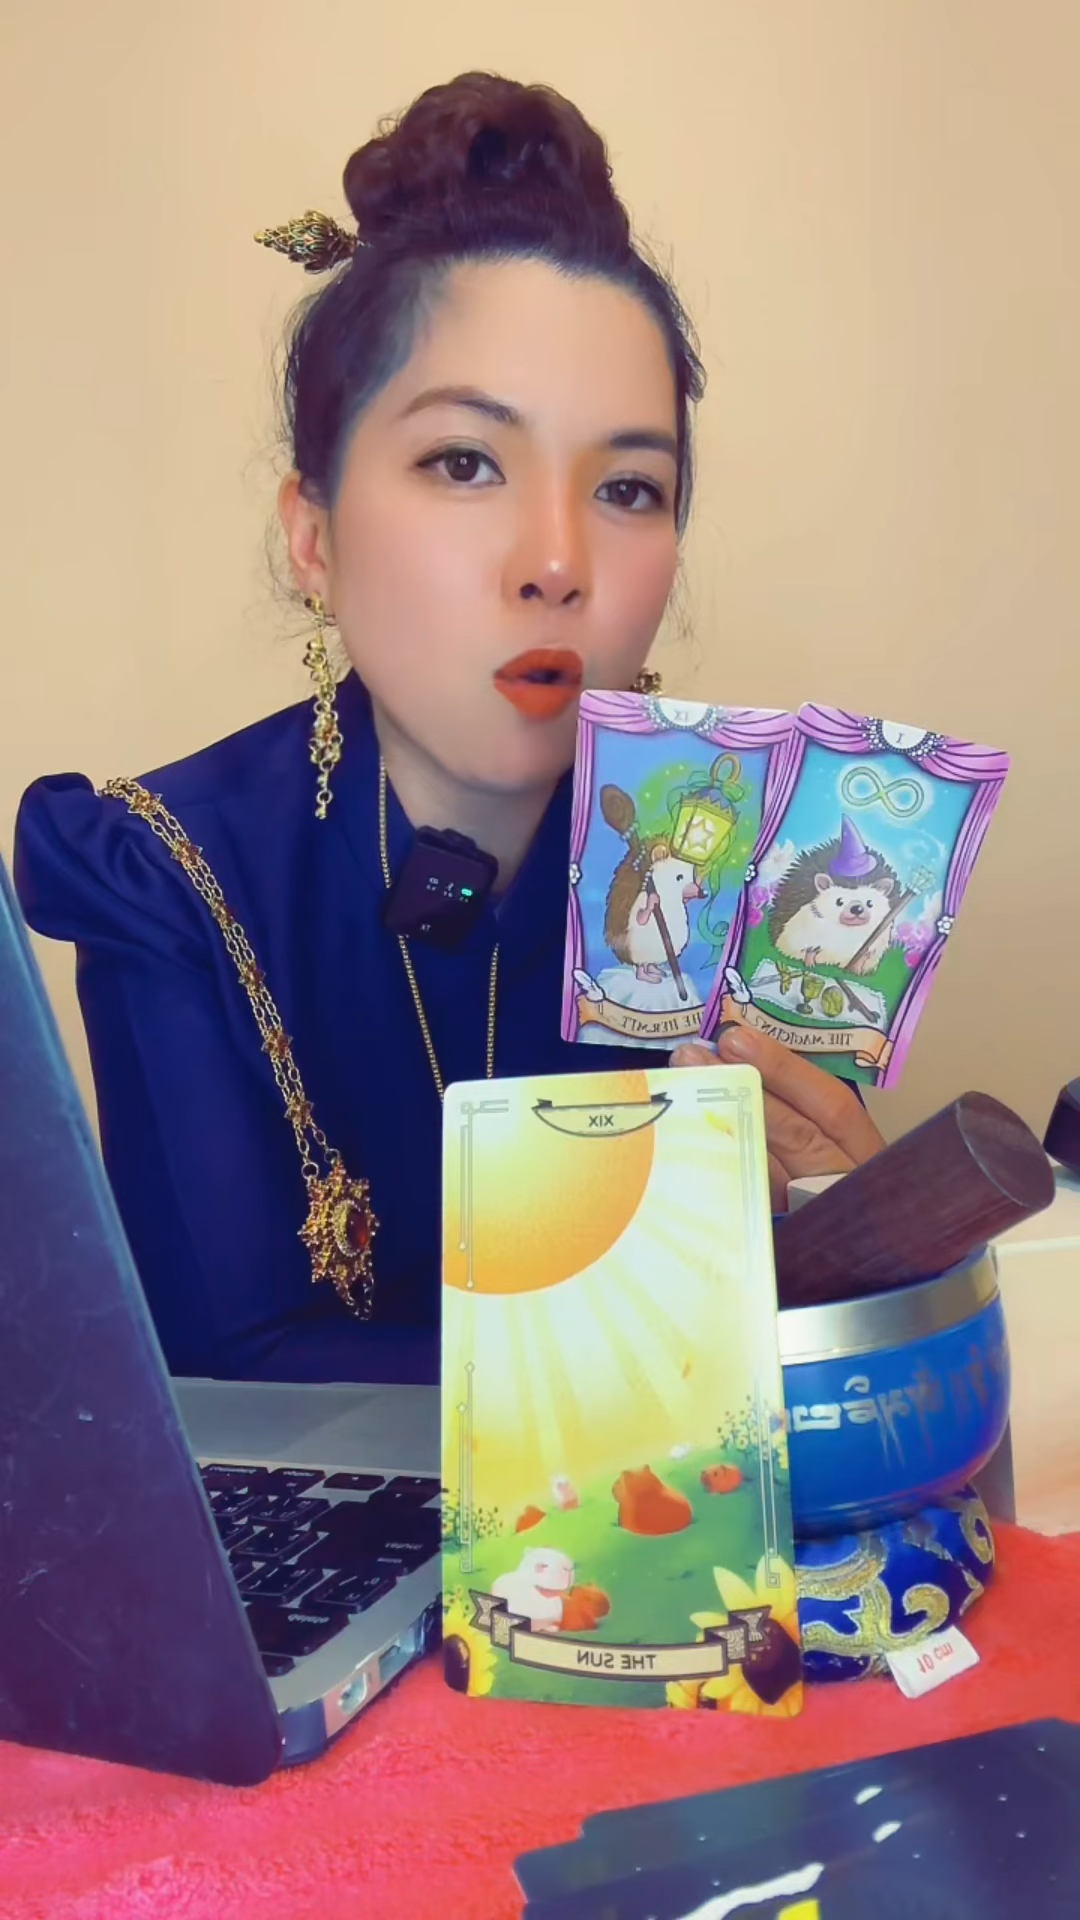 IX
I
THE HERMIT
THE MAGICIAN
XIX
THE SUN
10 cm